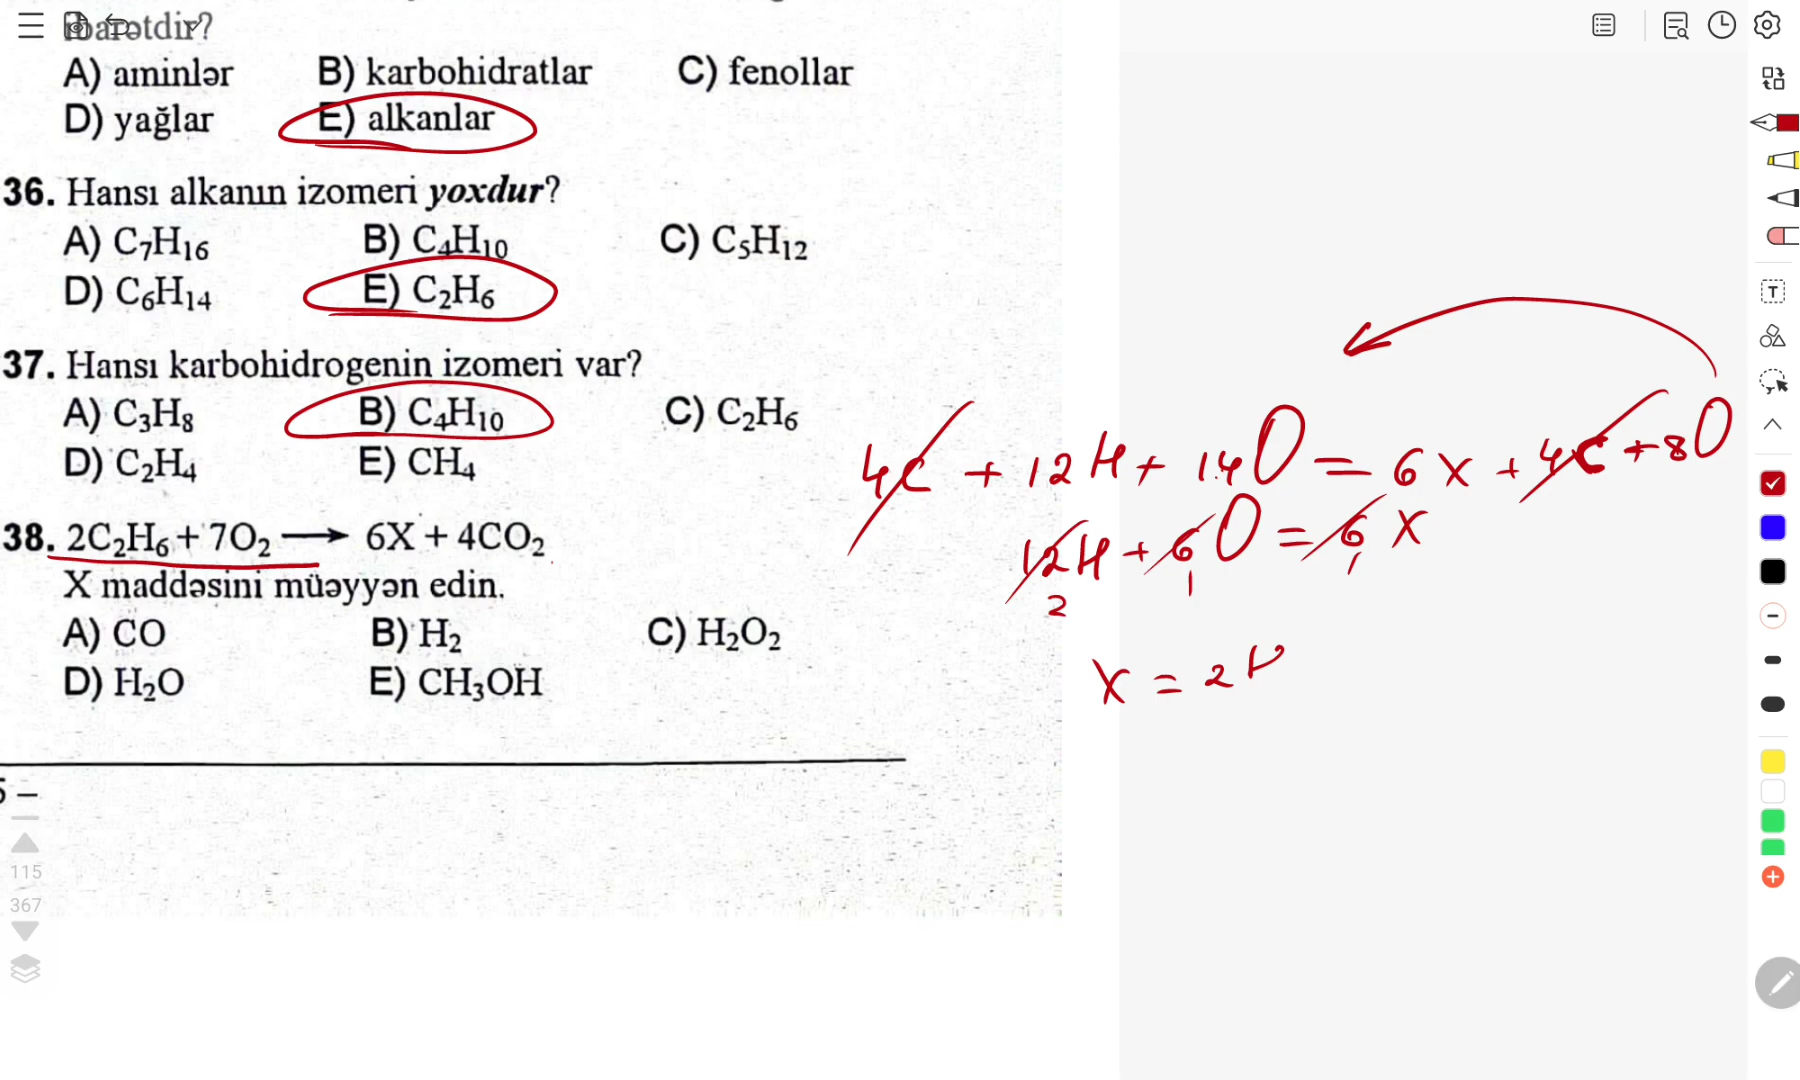 ibarətdir?
A) aminlər B) karbohidratlar C) fenollar
D) yağlar E) alkanlar
36. Hansı alkanın izomeri yoxdur?
A) C₇H₁₆ B) C₄H₁₀ C) C₅H₁₂
D) C₆H₁₄ E) C₂H₆
37. Hansı karbohidrogenin izomeri var?
A) C₃H₈ B) C₄H₁₀ C) C₂H₆
D) C₂H₄ E) CH₄
4C + 12H + 14O = 6X + 4C + 8O
12H + 6O = 6X
2 1 1
38. 2C₂H₆ + 7O₂ → 6X + 4CO₂
X maddəsini müəyyən edin.
A) CO B) H₂ C) H₂O₂
D) H₂O E) CH₃OH
X = 2H
5 –
115
367
T